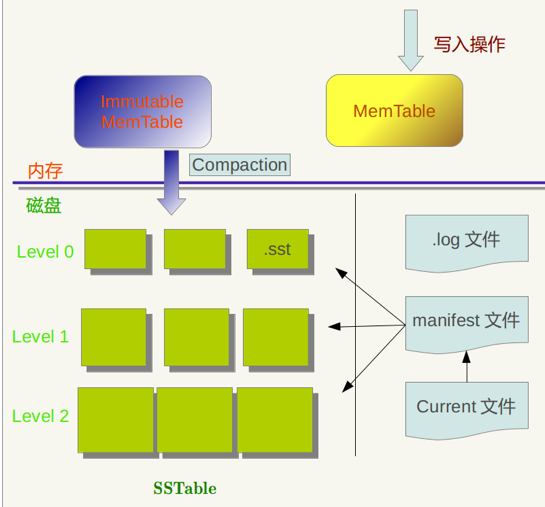 写入操作
Immutable
MemTable
MemTable
Compaction
内存
磁盘
Level 0
.sst
.log 文件
Level 1
manifest 文件
Level 2
Current 文件
SSTable